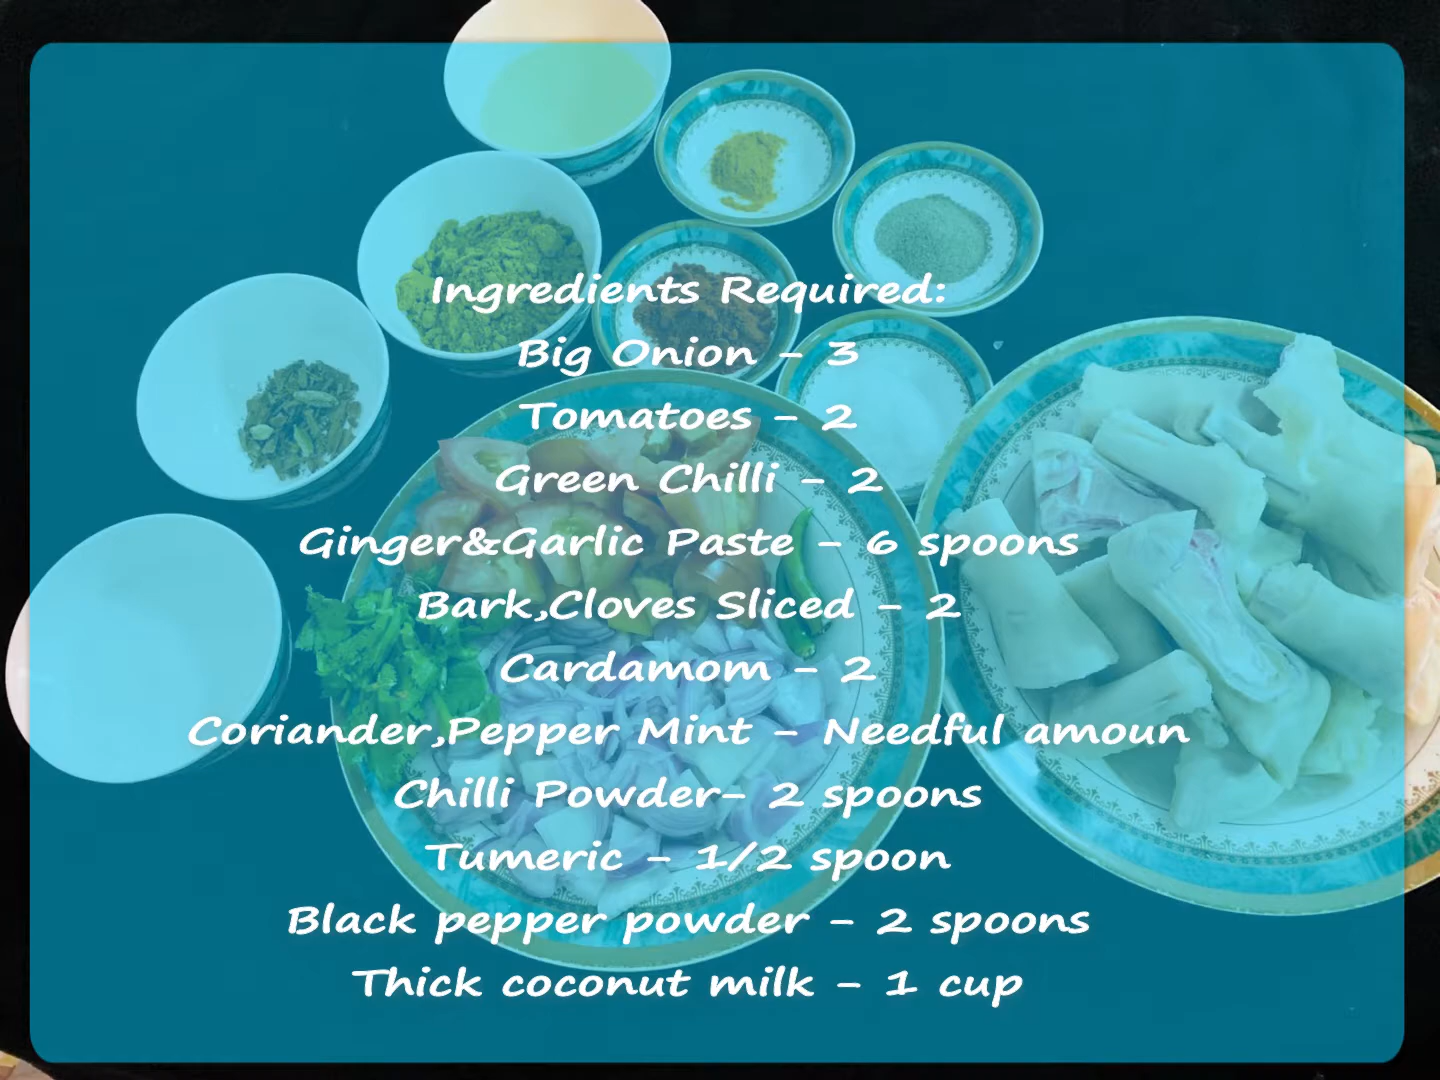 Ingredients Required:
Big Onion - 3
Tomatoes - 2
Green Chilli - 2
Ginger&Garlic Paste - 6 spoons
Bark,Cloves Sliced - 2
Cardamom - 2
Coriander,Pepper Mint - Needful amoun
Chilli Powder- 2 spoons
Tumeric - 1/2 spoon
Black pepper powder - 2 spoons
Thick coconut milk - 1 cup